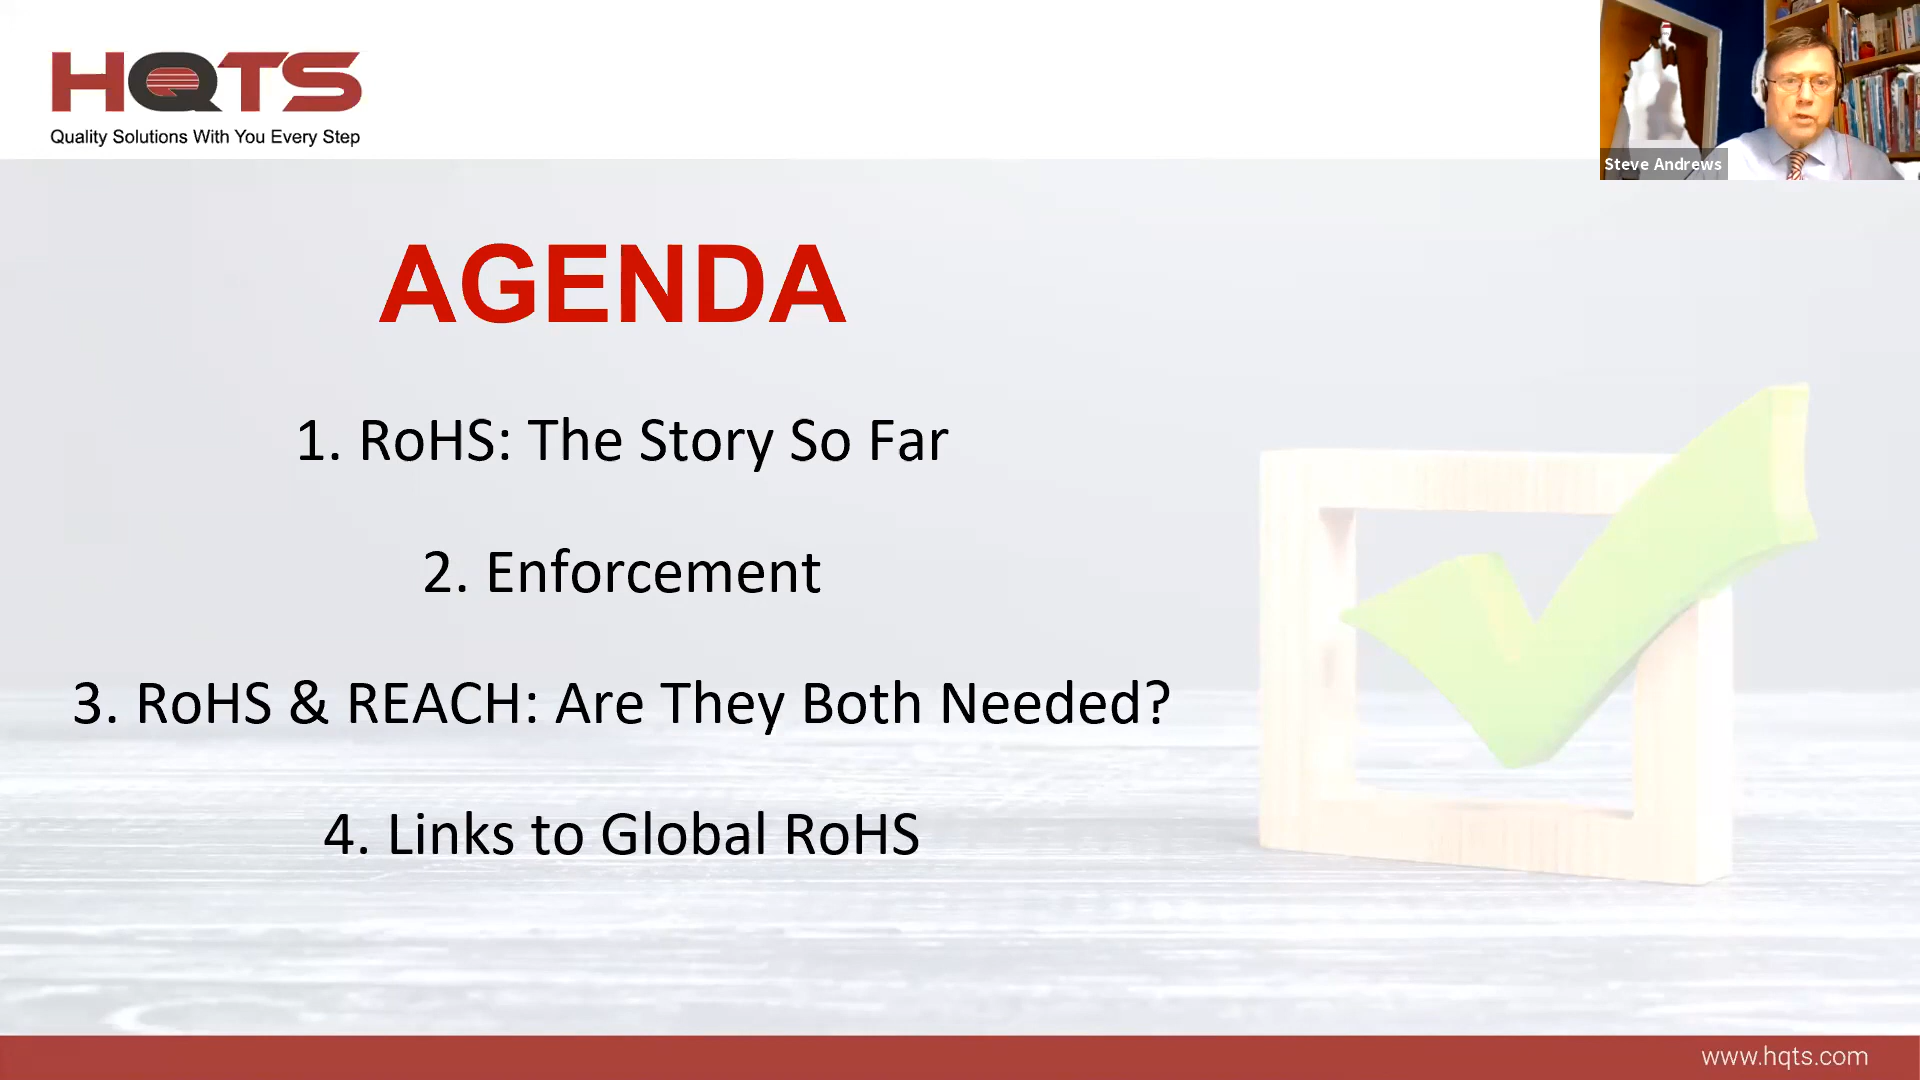 HQTS
Quality Solutions With You Every Step
Steve Andrews
AGENDA
1. RoHS: The Story So Far
2. Enforcement
3. RoHS & REACH: Are They Both Needed?
4. Links to Global RoHS
www.hqts.com